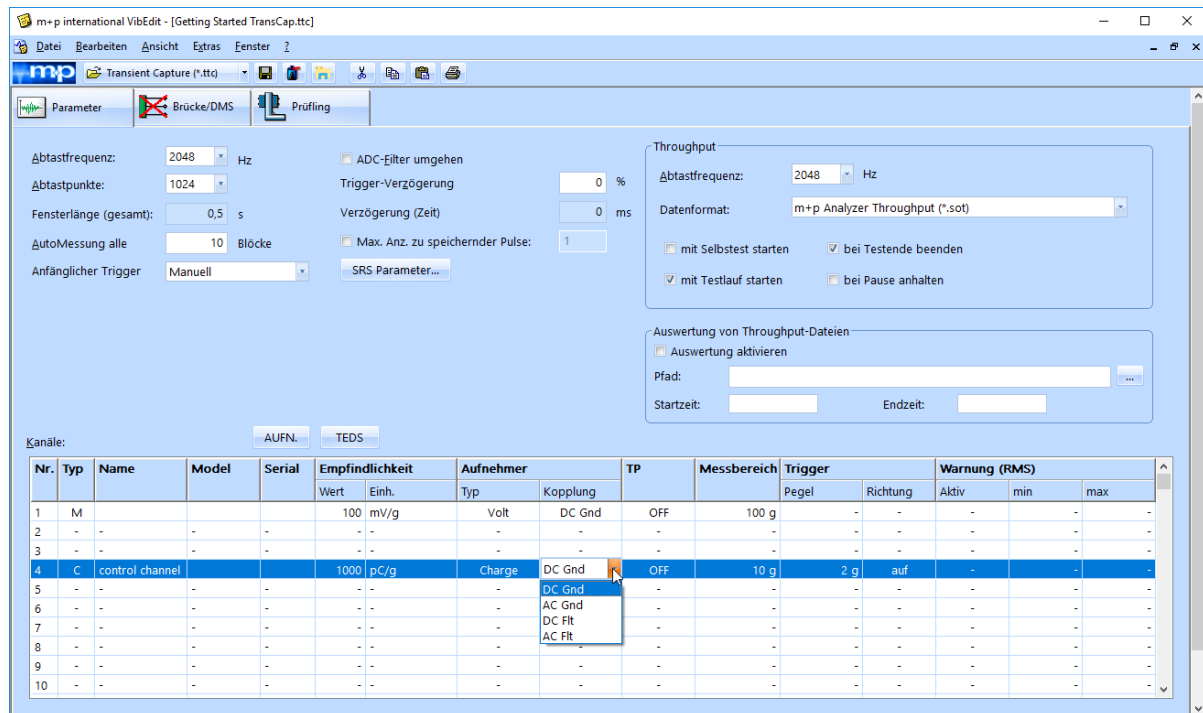 m+p international VibEdit - [Getting Started TransCap.ttc]
Datei Bearbeiten Ansicht Extras Fenster ?
mp Transient Capture (*.ttc)
Parameter Brücke/DMS Prüfling
Abtastfrequenz: 2048 Hz
Abtastpunkte: 1024
Fensterlänge (gesamt): 0,5 s
AutoMessung alle 10 Blöcke
Anfänglicher Trigger Manuell
ADC-Filter umgehen
Trigger-Verzögerung 0 %
Verzögerung (Zeit) 0 ms
Max. Anz. zu speichernder Pulse: 1
SRS Parameter...
Throughput
Abtastfrequenz: 2048 Hz
Datenformat: m+p Analyzer Throughput (*.sot)
mit Selbstest starten bei Testende beenden
mit Testlauf starten bei Pause anhalten
Auswertung von Throughput-Dateien
Auswertung aktivieren
Pfad: ...
Startzeit: Endzeit:
Kanäle: AUFN. TEDS
Nr. Typ Name Model Serial Empfindlichkeit Aufnehmer TP Messbereich Trigger Warnung (RMS)
Wert Einh. Typ Kopplung Pegel Richtung Aktiv min max
1 M 100 mV/g Volt DC Gnd OFF 100 g - - - - -
2 - - - - - - - - - - - - - - -
3 - - - - - - - - - - - - - - -
4 C control channel 1000 pC/g Charge DC Gnd OFF 10 g 2 g auf - - -
5 - - - - - - - - - - - - - -
6 - - - - - - - - - - - - - -
7 - - - - - - - - - - - - - -
8 - - - - - - - - - - - - - -
9 - - - - - - - - - - - - - - -
10 - - - - - - - - - - - - - - -
DC Gnd
AC Gnd
DC Flt
AC Flt